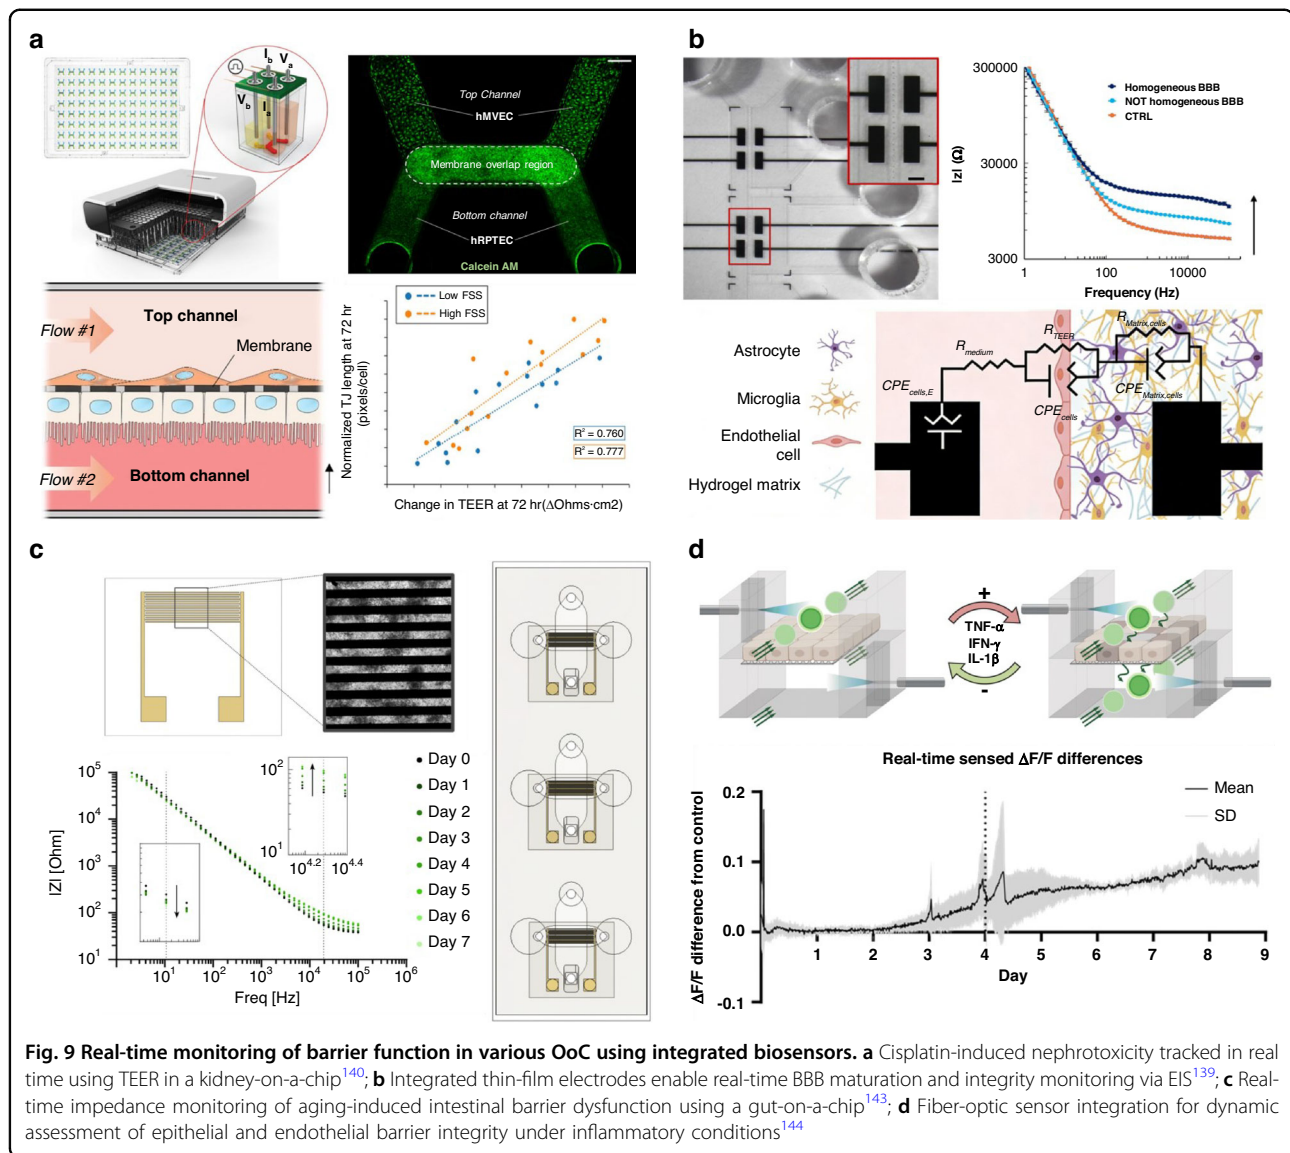 a
I_b
V_a
V_b
I_a
Top Channel
hMVEC
Membrane overlap region
Bottom channel
hRPTEC
Calcein AM
Flow #1
Top channel
Membrane
Flow #2
Bottom channel
Normalized TJ length at 72 hr
(pixels/cell)
Low FSS
High FSS
R² = 0.760
R² = 0.777
Change in TEER at 72 hr(ΔOhms·cm2)
b
300000
30000
3000
|z| (Ω)
Homogeneous BBB
NOT homogeneous BBB
CTRL
1
100
10000
Frequency (Hz)
Astrocyte
Microglia
Endothelial
cell
Hydrogel matrix
CPE_cells,E
R_medium
R_TEER
CPE_cells
R_Matrix,cells
CPE_Matrix,cells
c
|Z| [Ohm]
10⁵
10⁴
10³
10²
10¹
10²
10¹
10^4.2
10^4.4
10¹
10²
10³
10⁴
10⁵
10⁶
Freq [Hz]
Day 0
Day 1
Day 2
Day 3
Day 4
Day 5
Day 6
Day 7
d
+
TNF-α
IFN-γ
IL-1β
-
Real-time sensed ΔF/F differences
Mean
SD
ΔF/F difference from control
0.2
0.1
0.0
-0.1
1 2 3 4 5 6 7 8 9
Day
Fig. 9 Real-time monitoring of barrier function in various OoC using integrated biosensors. a Cisplatin-induced nephrotoxicity tracked in real
time using TEER in a kidney-on-a-chip¹⁴⁰; b Integrated thin-film electrodes enable real-time BBB maturation and integrity monitoring via EIS¹³⁹; c Real-
time impedance monitoring of aging-induced intestinal barrier dysfunction using a gut-on-a-chip¹⁴³; d Fiber-optic sensor integration for dynamic
assessment of epithelial and endothelial barrier integrity under inflammatory conditions¹⁴⁴